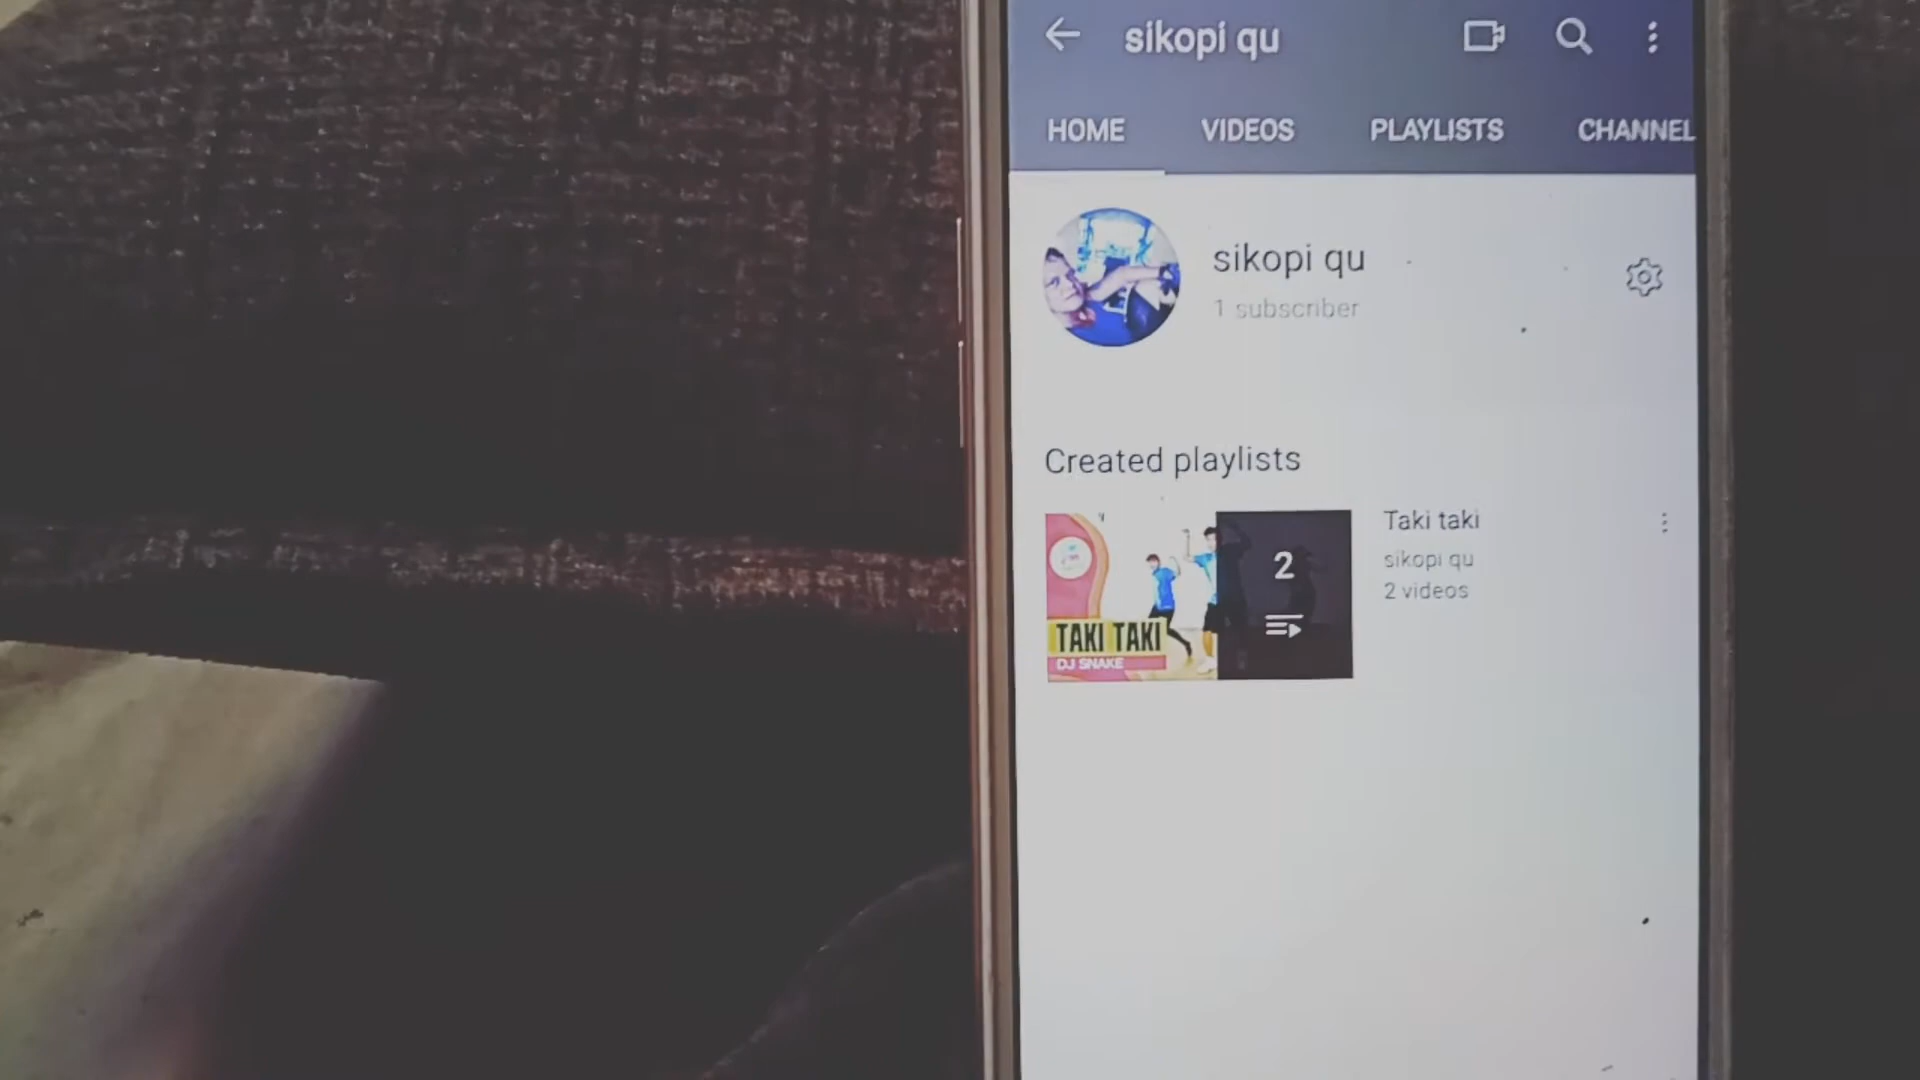 sikopi qu
HOME VIDEOS PLAYLISTS CHANNEL
sikopi qu
1 subscriber
Created playlists
2
TAKI TAKI
DJ SNAKE
Taki taki
sikopi qu
2 videos